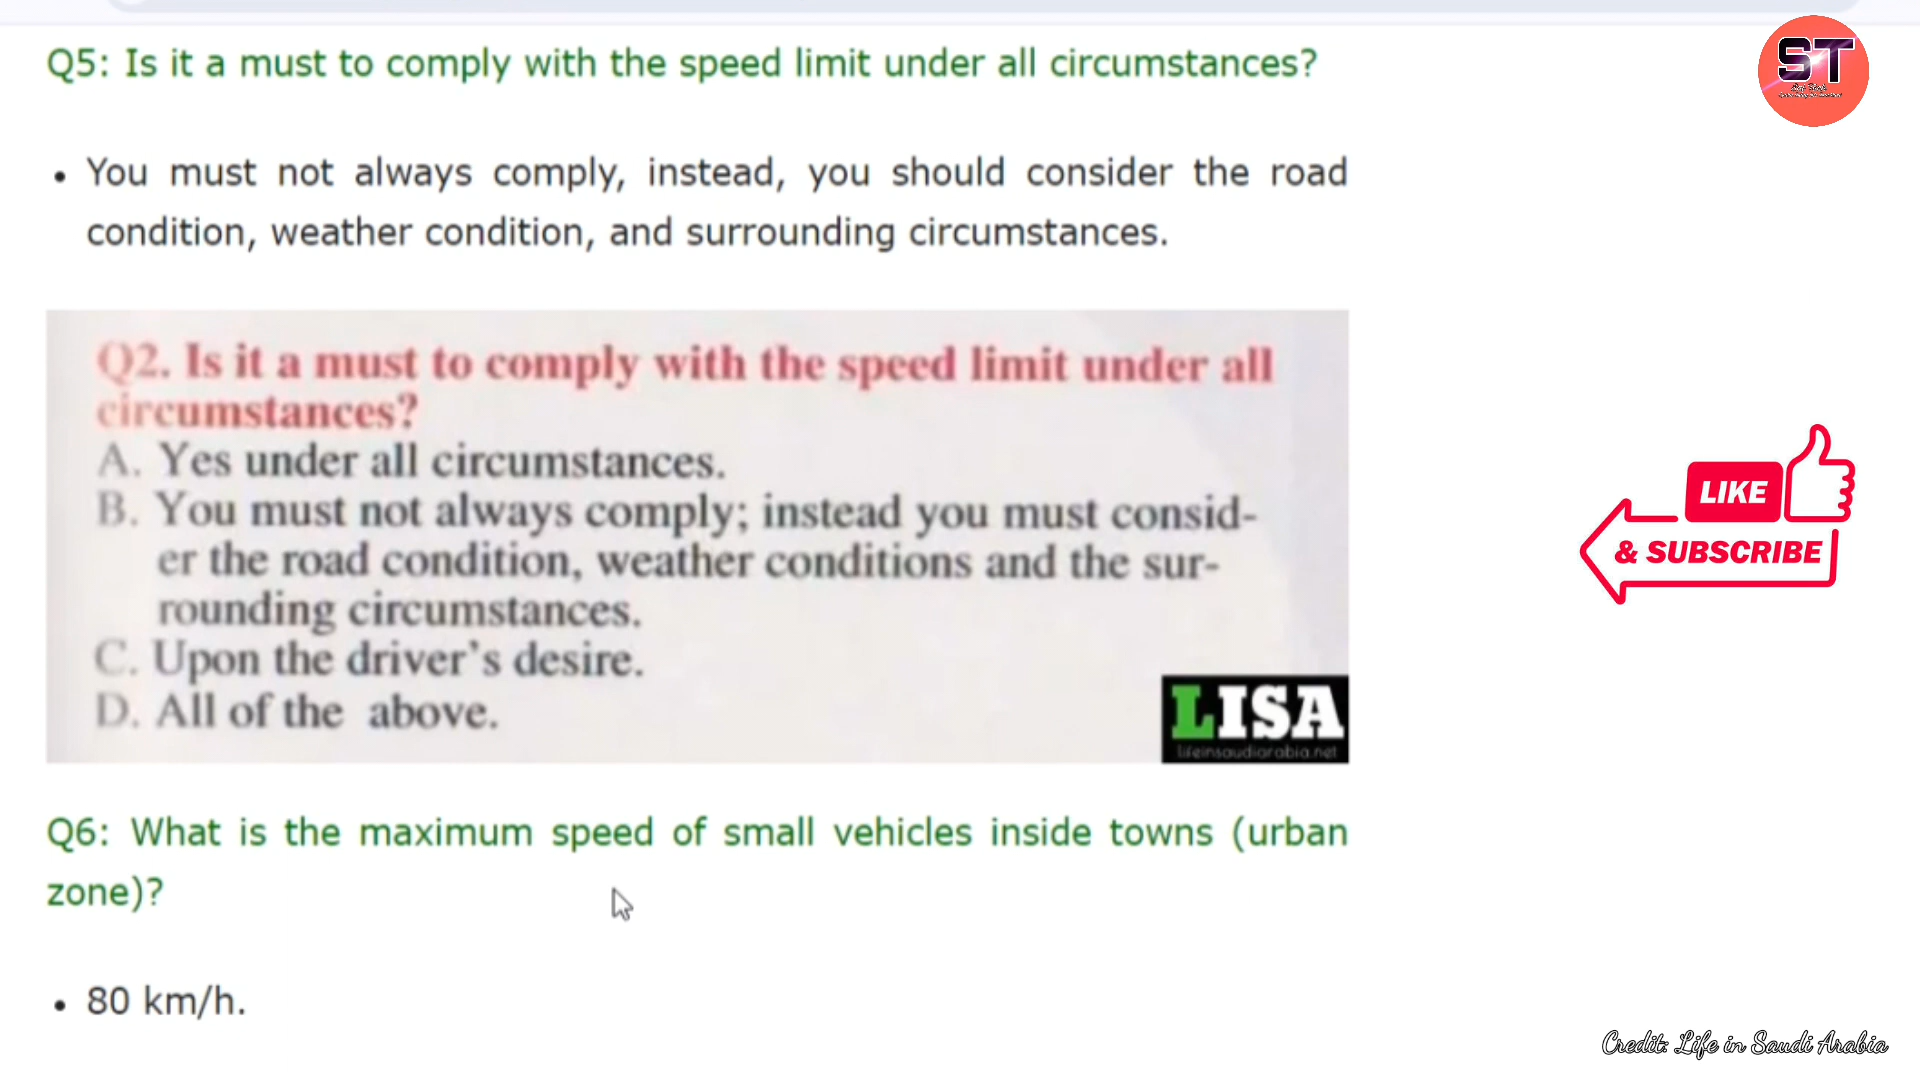 Q5: Is it a must to comply with the speed limit under all circumstances?
ST
• You must not always comply, instead, you should consider the road
condition, weather condition, and surrounding circumstances.
Q2. Is it a must to comply with the speed limit under all
circumstances?
A. Yes under all circumstances.
B. You must not always comply; instead you must consid-
er the road condition, weather conditions and the sur-
rounding circumstances.
C. Upon the driver's desire.
D. All of the above.
LISA
lifeinsaudiarabia.net
LIKE
& SUBSCRIBE
Q6: What is the maximum speed of small vehicles inside towns (urban
zone)?
• 80 km/h.
Credit: Life in Saudi Arabia